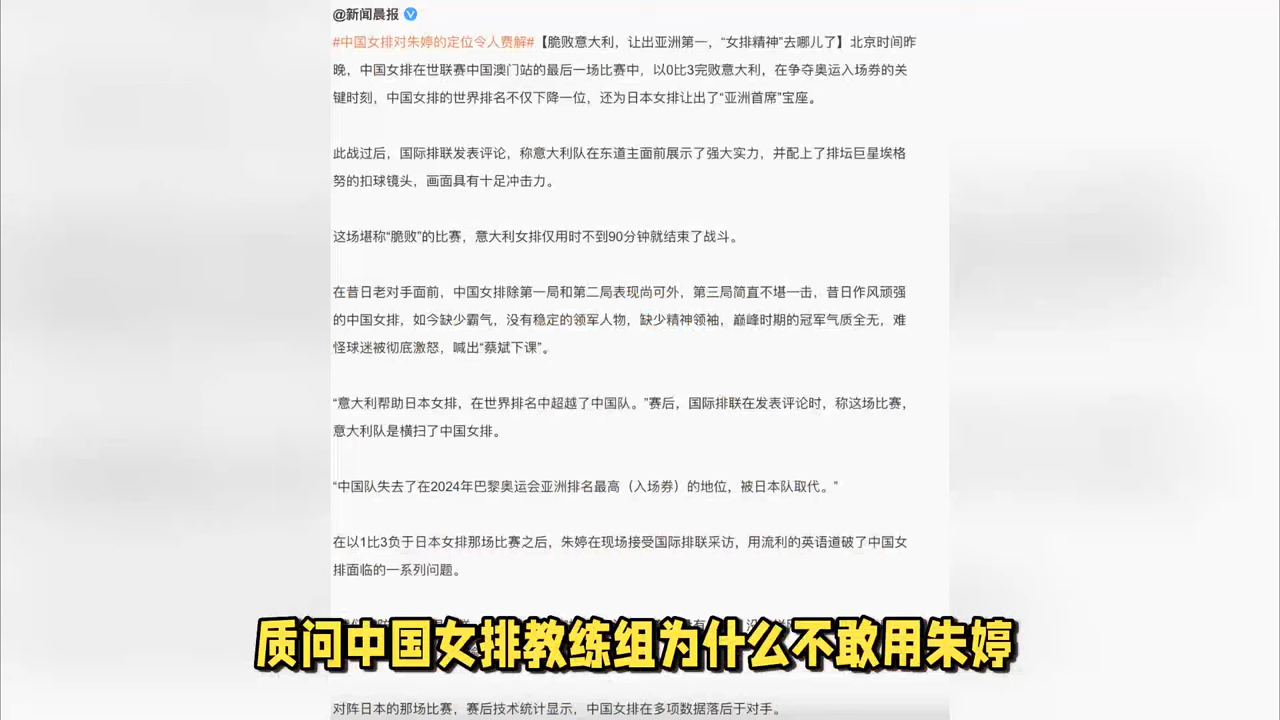 @新闻晨报
#中国女排对朱婷的定位令人费解#【脆败意大利，让出亚洲第一，“女排精神”去哪儿了】北京时间昨
晚，中国女排在世联赛中国澳门站的最后一场比赛中，以0比3完败意大利，在争夺奥运入场券的关
键时刻，中国女排的世界排名不仅下降一位，还为日本女排让出了“亚洲首席”宝座。
此战过后，国际排联发表评论，称意大利队在东道主面前展示了强大实力，并配上了排坛巨星埃格
努的扣球镜头，画面具有十足冲击力。
这场堪称“脆败”的比赛，意大利女排仅用时不到90分钟就结束了战斗。
在昔日老对手面前，中国女排除第一局和第二局表现尚可外，第三局简直不堪一击，昔日作风顽强
的中国女排，如今缺少霸气，没有稳定的领军人物，缺少精神领袖，巅峰时期的冠军气质全无，难
怪球迷被彻底激怒，喊出“蔡斌下课”。
“意大利帮助日本女排，在世界排名中超越了中国队。”赛后，国际排联在发表评论时，称这场比赛，
意大利队是横扫了中国女排。
“中国队失去了在2024年巴黎奥运会亚洲排名最高（入场券）的地位，被日本队取代。”
在以1比3负于日本女排那场比赛之后，朱婷在现场接受国际排联采访，用流利的英语道破了中国女
排面临的一系列问题。
质问中国女排教练组为什么不敢用朱婷
对阵日本的那场比赛，赛后技术统计显示，中国女排在多项数据落后于对手。